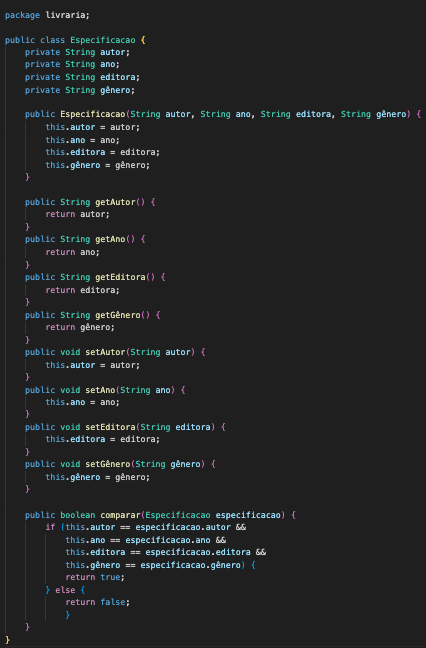 package livraria;

public class Especificacao {
    private String autor;
    private String ano;
    private String editora;
    private String gênero;

    public Especificacao(String autor, String ano, String editora, String gênero) {
        this.autor = autor;
        this.ano = ano;
        this.editora = editora;
        this.gênero = gênero;
    }

    public String getAutor() {
        return autor;
    }
    public String getAno() {
        return ano;
    }
    public String getEditora() {
        return editora;
    }
    public String getGênero() {
        return gênero;
    }
    public void setAutor(String autor) {
        this.autor = autor;
    }
    public void setAno(String ano) {
        this.ano = ano;
    }
    public void setEditora(String editora) {
        this.editora = editora;
    }
    public void setGênero(String gênero) {
        this.gênero = gênero;
    }

    public boolean comparar(Especificacao especificacao) {
        if (this.autor == especificacao.autor &&
            this.ano == especificacao.ano &&
            this.editora == especificacao.editora &&
            this.gênero == especificacao.gênero) {
            return true;
        } else {
            return false;
            }
    }
}